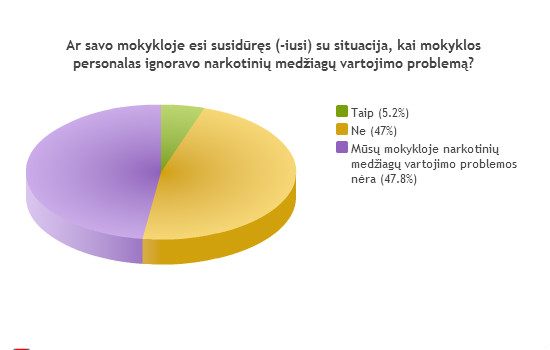 Ar savo mokykloje esi susidūręs (-iusi) su situacija, kai mokyklos
personalas ignoravo narkotinių medžiagų vartojimo problemą?
Taip (5.2%)
Ne (47%)
Mūsų mokykloje narkotinių
medžiagų vartojimo problemos
nėra (47.8%)